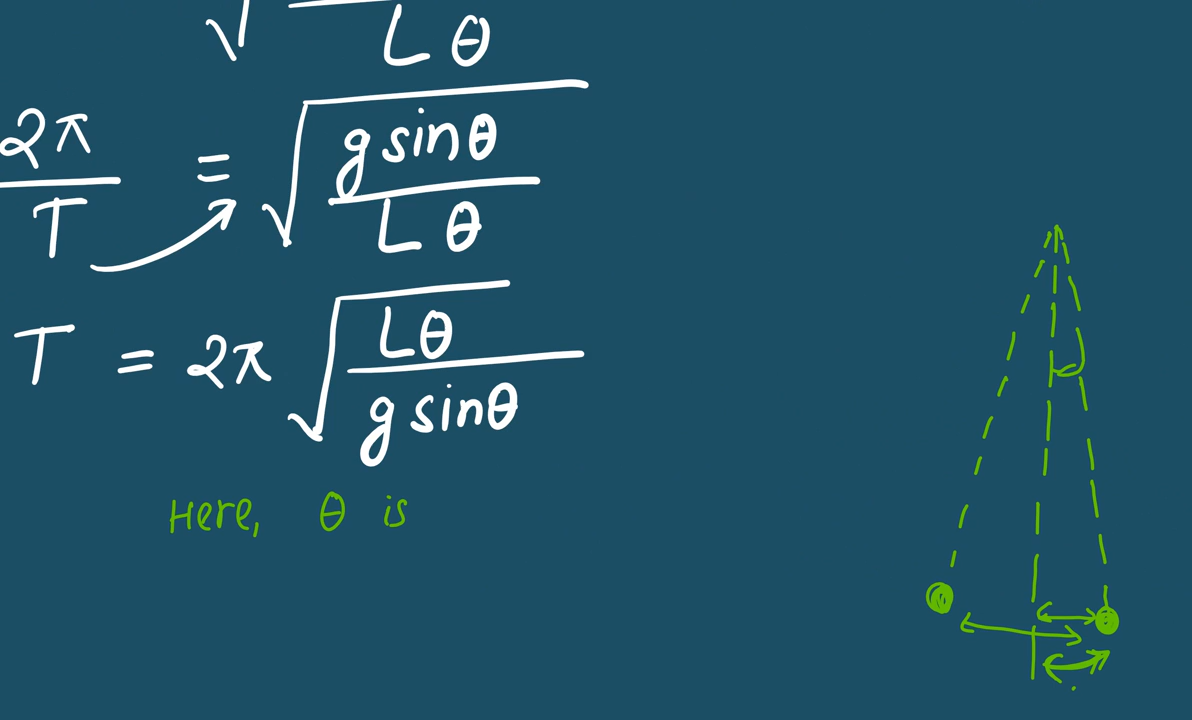 √ Lθ
2π/T = √(g sinθ / Lθ)
T = 2π √(Lθ / g sinθ)
Here, θ is